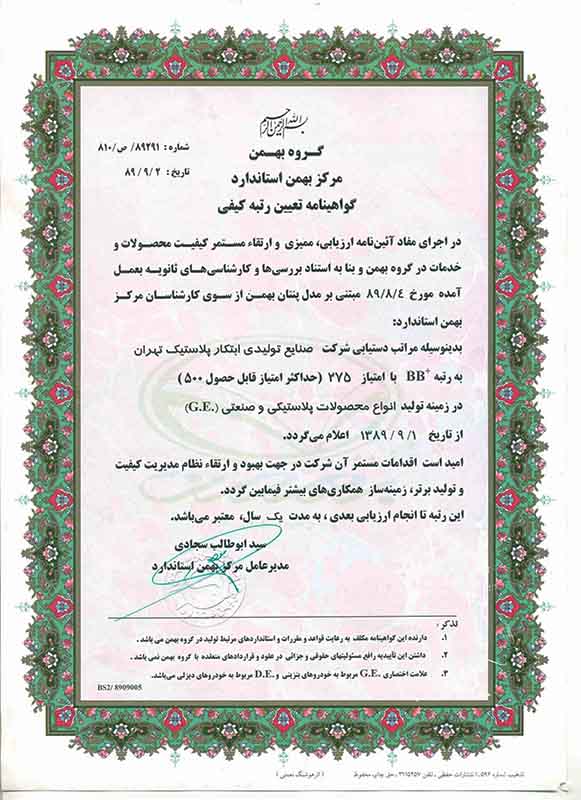 بسم الله الرحمن الرحیم
گروه بهمن
شماره : ۸۹۲۹۱/ ص/ ۸۱۰
مرکز بهمن استاندارد
تاریخ : ۸۹ / ۹ / ۲
گواهینامه تعیین رتبه کیفی
در اجرای مفاد آئین‌نامه ارزیابی، ممیزی و ارتقاء مستمر کیفیت محصولات و
خدمات در گروه بهمن و بنا به استناد بررسی‌ها و کارشناسی‌های ثانویه بعمل
آمده مورخ ۸۹/۸/٤ مبتنی بر مدل پنتان بهمن از سوی کارشناسان مرکز
بهمن استاندارد:
بدینوسیله مراتب دستیابی شرکت صنایع تولیدی ابتکار پلاستیک تهران
به رتبه BB+ با امتیاز ۲۷۵ (حداکثر امتیاز قابل حصول ۵۰۰ )
در زمینه تولید انواع محصولات پلاستیکی و صنعتی (G.E.)
از تاریخ ۱ / ۹ / ۱۳۸۹ اعلام می‌گردد.
امید است اقدامات مستمر آن شرکت در جهت بهبود و ارتقاء نظام مدیریت کیفیت
و تولید برتر، زمینه‌ساز همکاری‌های بیشتر فیمابین گردد.
این رتبه تا انجام ارزیابی بعدی ، به مدت یک سال، معتبر می‌باشد.
سید ابوطالب سجادی
مدیرعامل مرکز بهمن استاندارد
تذکر :
۱. دارنده این گواهینامه مکلف به رعایت قواعد و مقررات و استانداردهای مرتبط تولید در گروه بهمن می باشد .
۲. داشتن این تأییدیه رافع مسئولیتهای حقوقی و جزائی در عقود و قراردادهای منعقده با گروه بهمن نمی باشد .
۳. علامت اختصاری G.E. مربوط به خودروهای بنزینی و D.E. مربوط به خودروهای دیزلی می‌باشد.
BS2/ 8909005